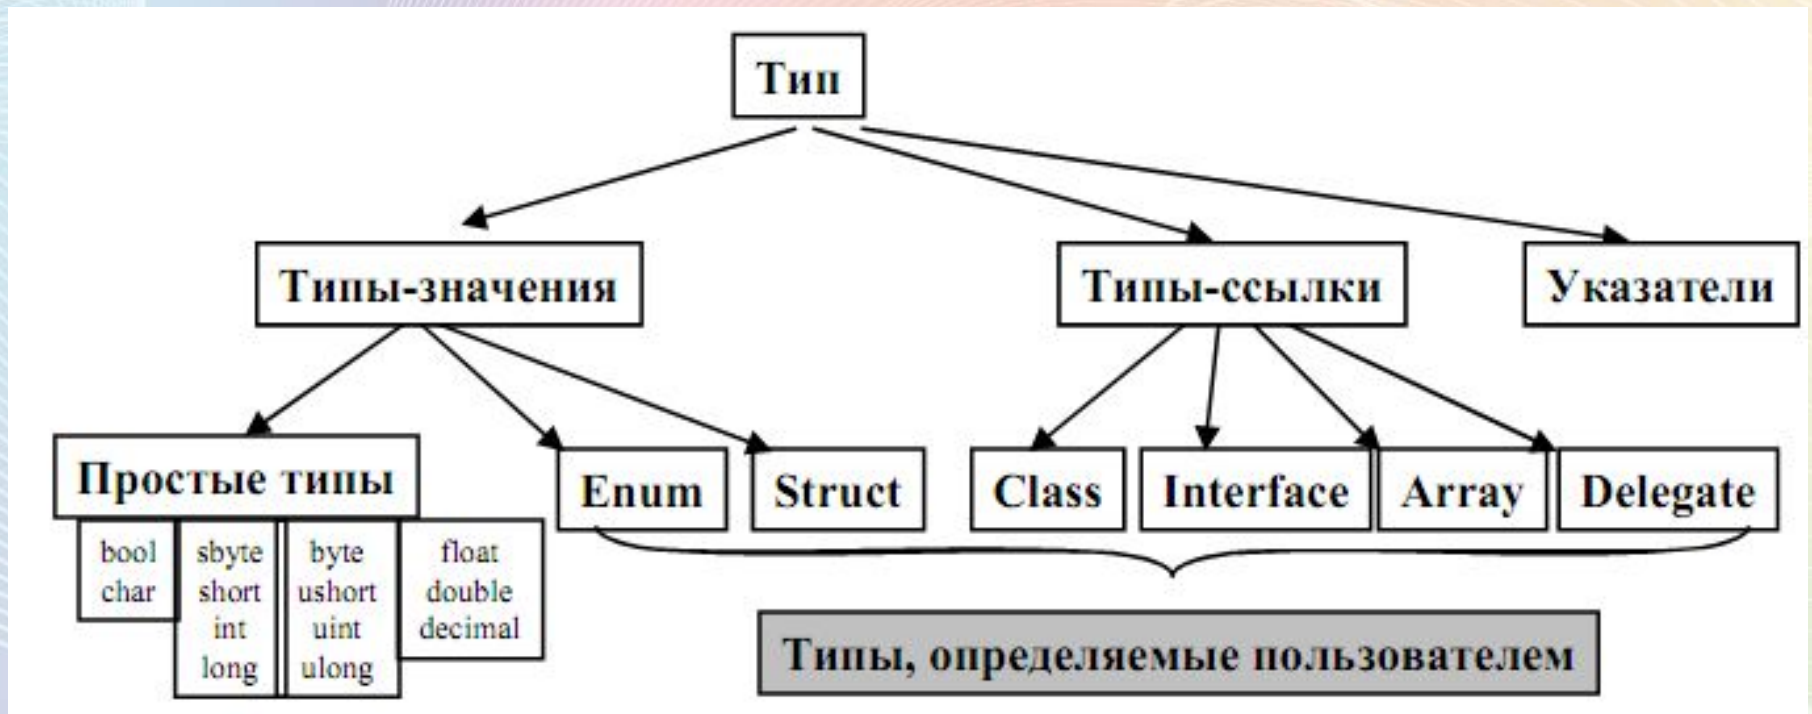 Тип
Типы-значения
Типы-ссылки
Указатели
Простые типы
Enum
Struct
Class
Interface
Array
Delegate
bool
char
sbyte
short
int
long
byte
ushort
uint
ulong
float
double
decimal
Типы, определяемые пользователем